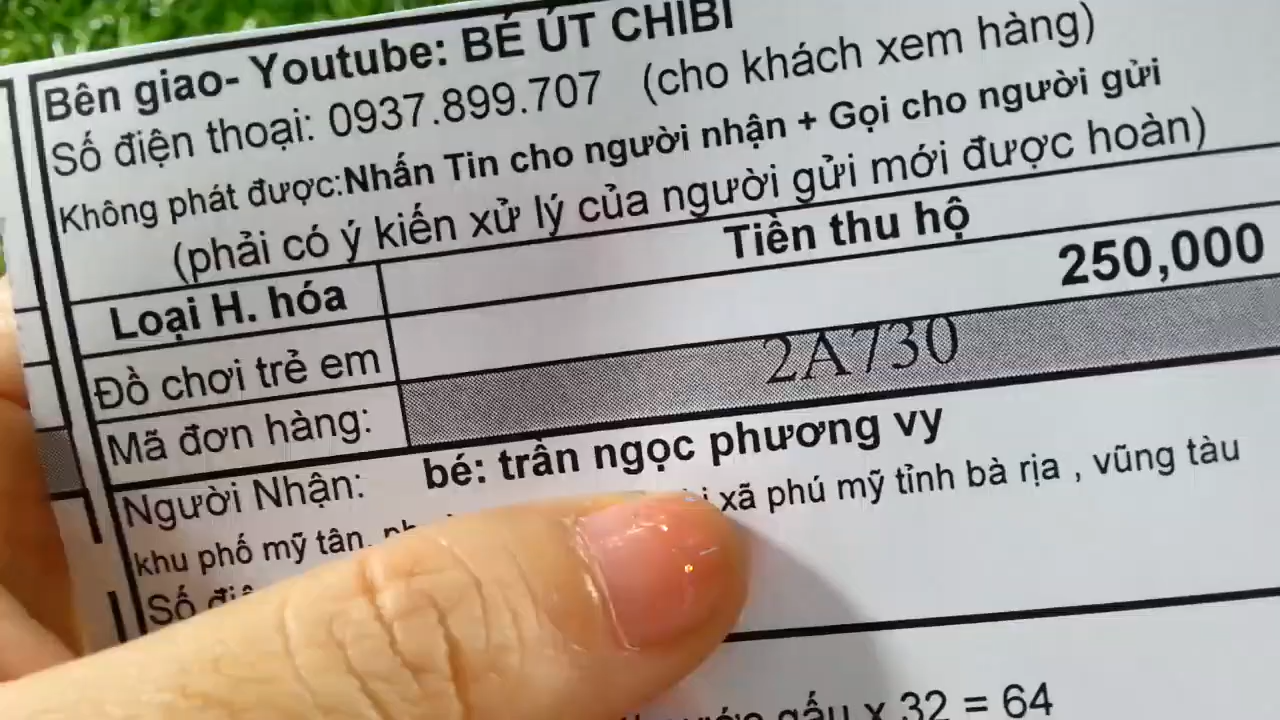 Bên giao- Youtube: BÉ ÚT CHIBI
Số điện thoại: 0937.899.707 (cho khách xem hàng)
Không phát được:Nhấn Tin cho người nhận + Gọi cho người gửi
(phải có ý kiến xử lý của người gửi mới được hoàn)
Loại H. hóa Tiền thu hộ
Đồ chơi trẻ em 250,000
Mã đơn hàng: 2A730
Người Nhận: bé: trần ngọc phương vy
khu phố mỹ tân, xã phú mỹ tỉnh bà rịa , vũng tàu
Số
gấu x 32 = 64